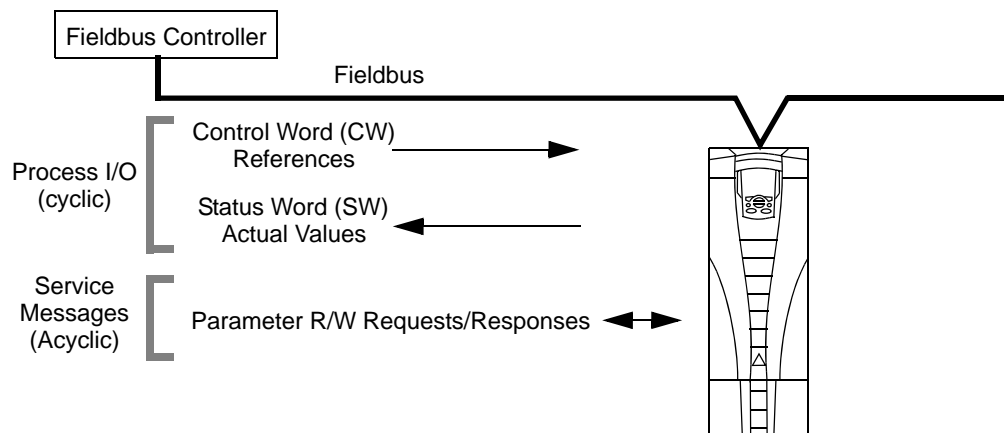 Fieldbus Controller
Fieldbus
Process I/O
(cyclic)
Control Word (CW)
References
Status Word (SW)
Actual Values
Service
Messages
(Acyclic)
Parameter R/W Requests/Responses